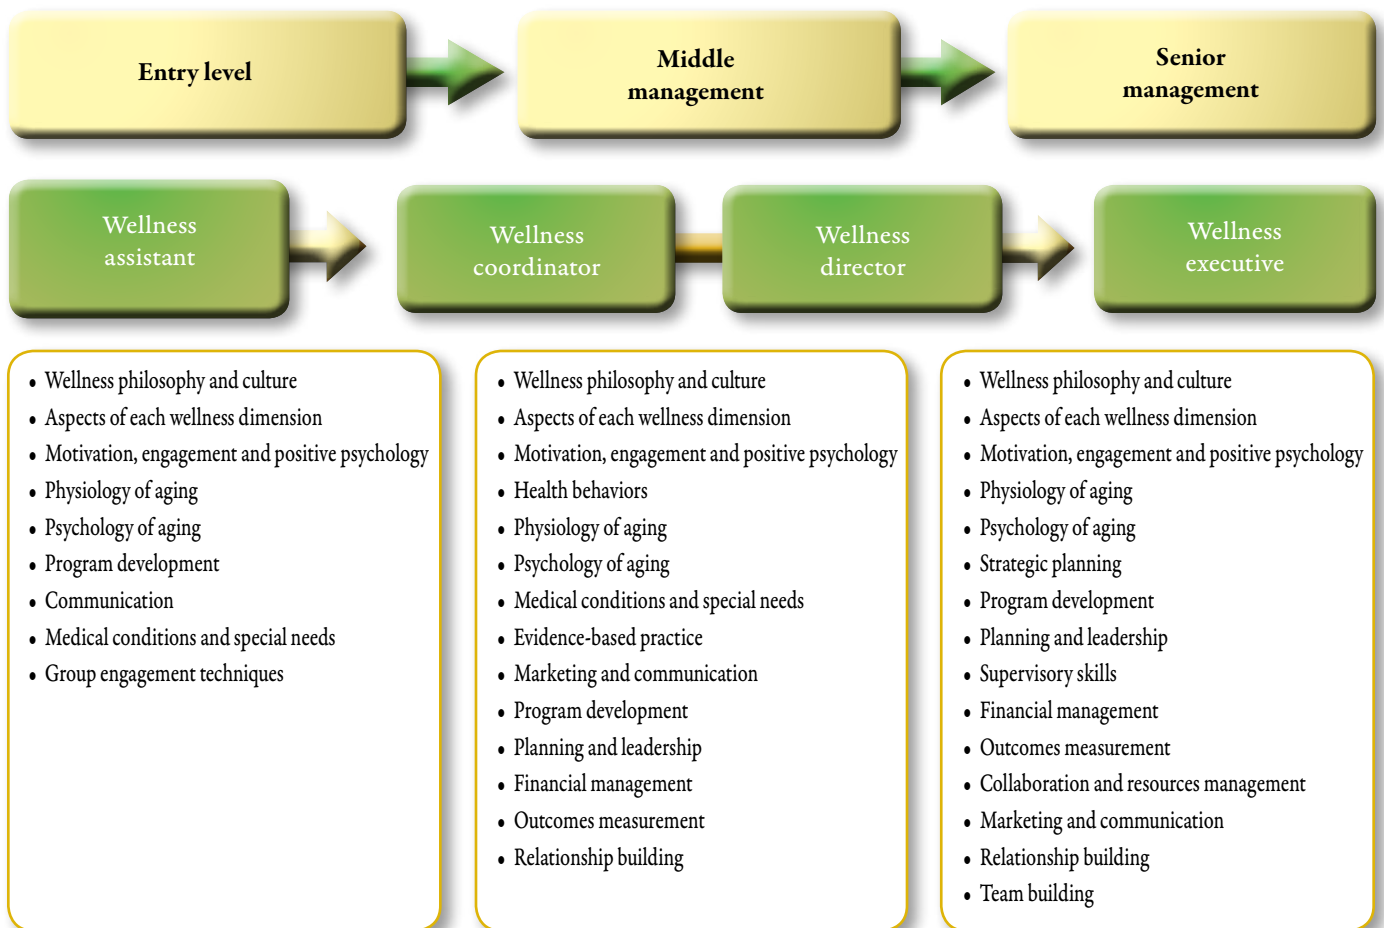 Entry level
Middle
management
Senior
management
Wellness
assistant
Wellness
coordinator
Wellness
director
Wellness
executive
• Wellness philosophy and culture
• Aspects of each wellness dimension
• Motivation, engagement and positive psychology
• Physiology of aging
• Psychology of aging
• Program development
• Communication
• Medical conditions and special needs
• Group engagement techniques
• Wellness philosophy and culture
• Aspects of each wellness dimension
• Motivation, engagement and positive psychology
• Health behaviors
• Physiology of aging
• Psychology of aging
• Medical conditions and special needs
• Evidence-based practice
• Marketing and communication
• Program development
• Planning and leadership
• Financial management
• Outcomes measurement
• Relationship building
• Wellness philosophy and culture
• Aspects of each wellness dimension
• Motivation, engagement and positive psychology
• Physiology of aging
• Psychology of aging
• Strategic planning
• Program development
• Planning and leadership
• Supervisory skills
• Financial management
• Outcomes measurement
• Collaboration and resources management
• Marketing and communication
• Relationship building
• Team building